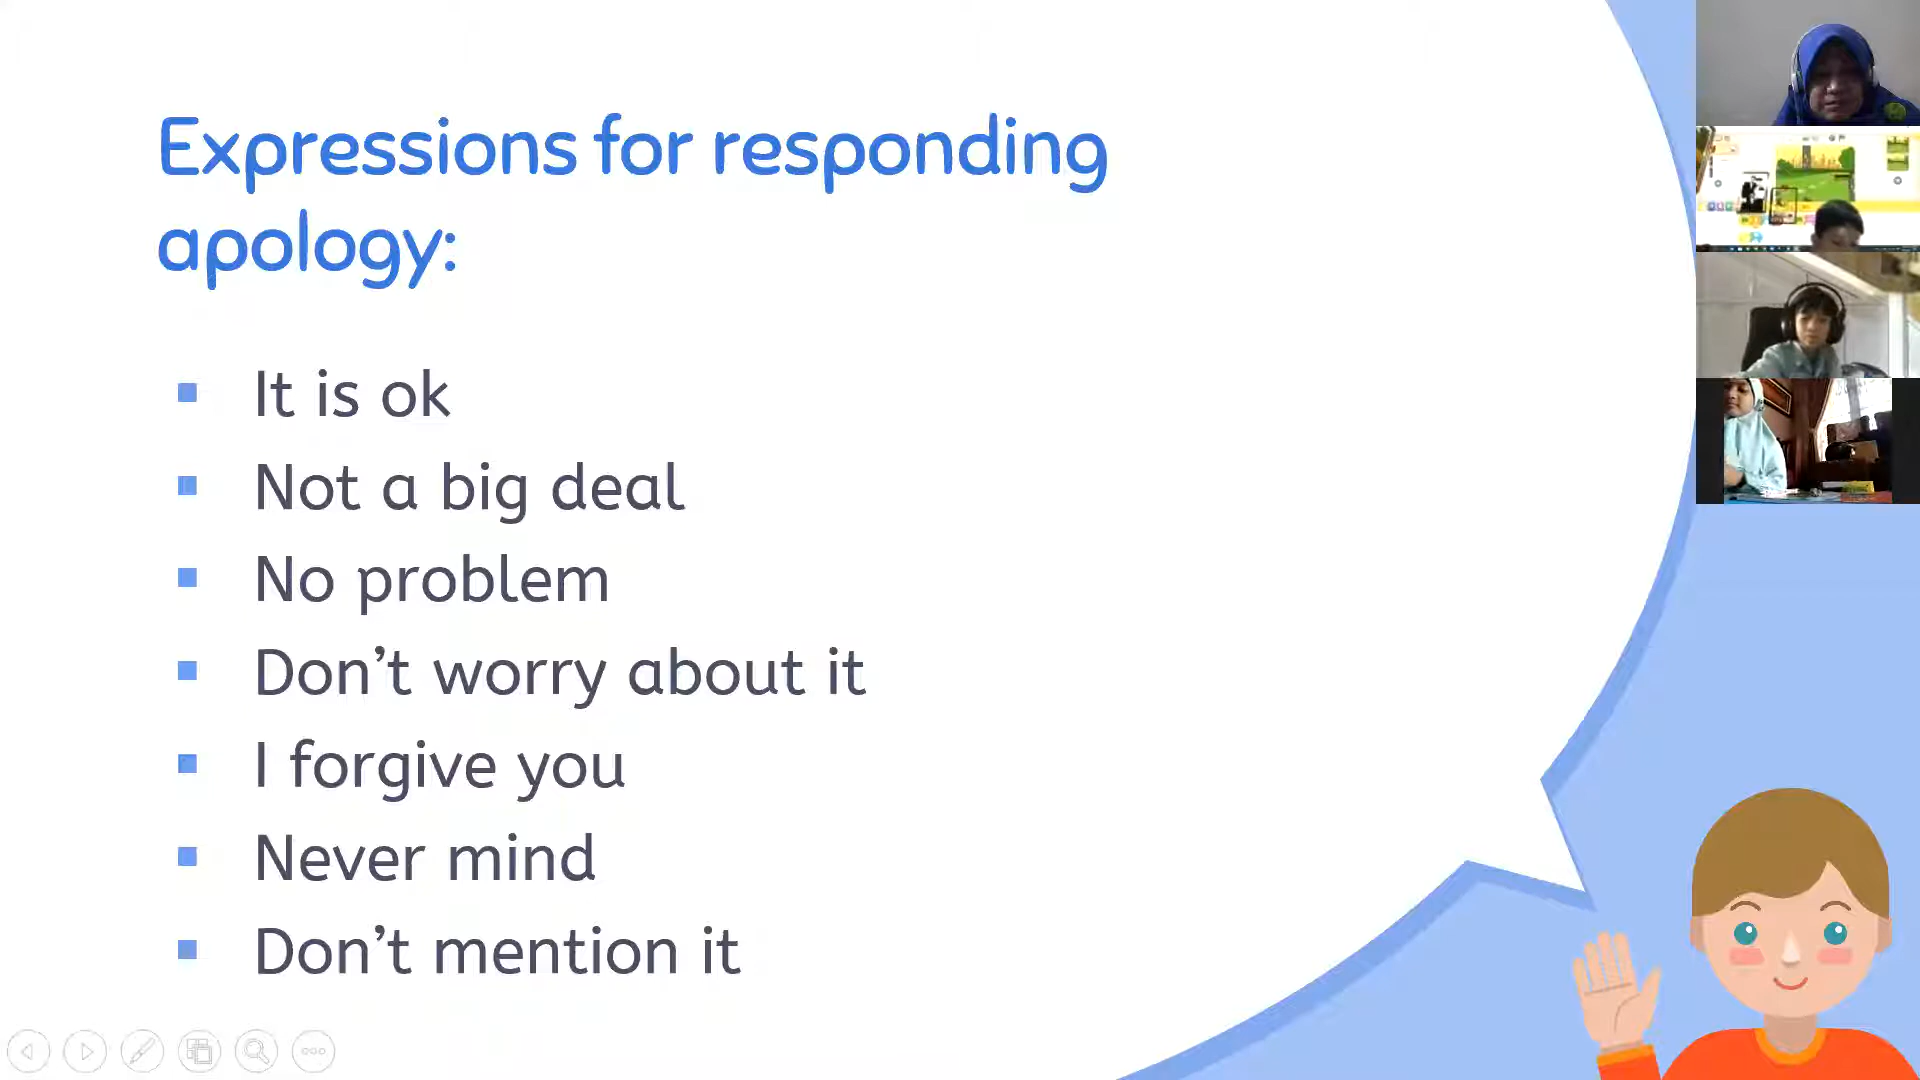 Expressions for responding
apology:
It is ok
Not a big deal
No problem
Don’t worry about it
I forgive you
Never mind
Don’t mention it